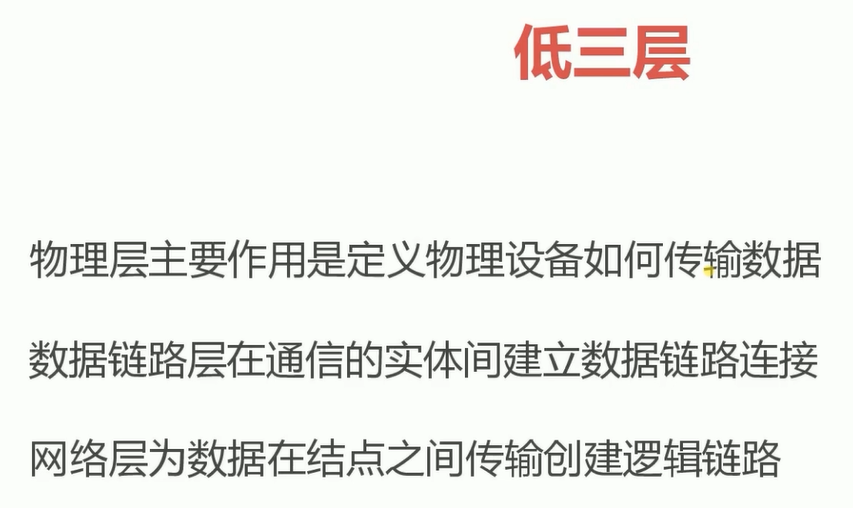 低三层
物理层主要作用是定义物理设备如何传输数据
数据链路层在通信的实体间建立数据链路连接
网络层为数据在结点之间传输创建逻辑链路